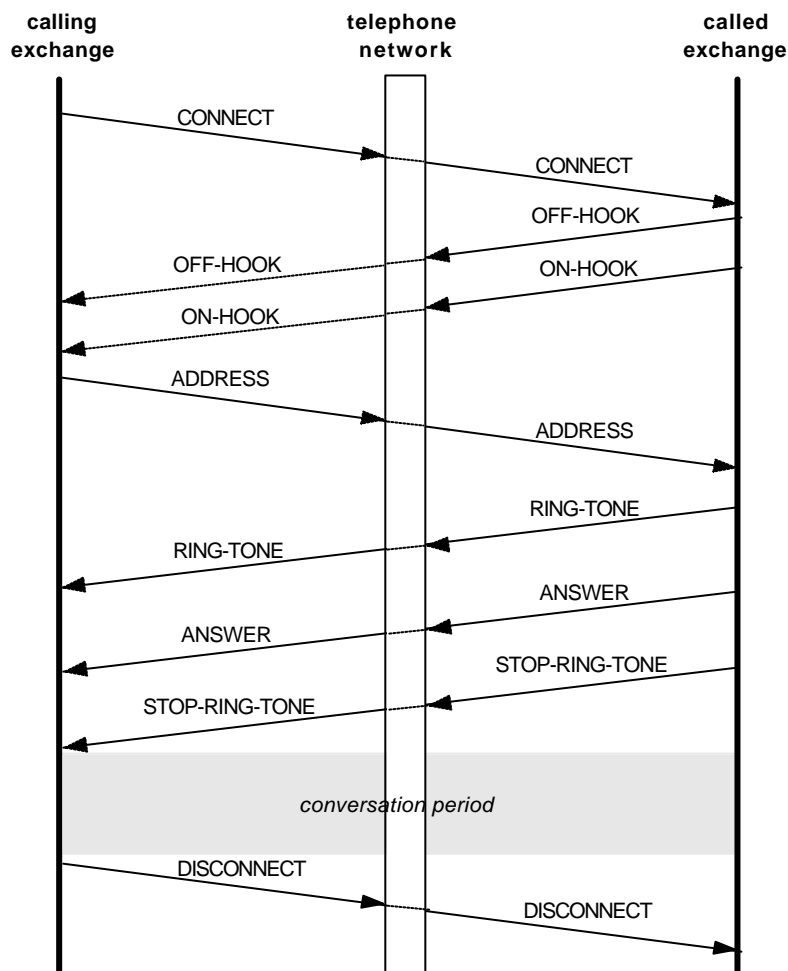 calling
exchange
telephone
network
called
exchange
CONNECT
CONNECT
OFF-HOOK
OFF-HOOK
ON-HOOK
ON-HOOK
ADDRESS
ADDRESS
RING-TONE
RING-TONE
ANSWER
ANSWER
STOP-RING-TONE
STOP-RING-TONE
conversation period
DISCONNECT
DISCONNECT